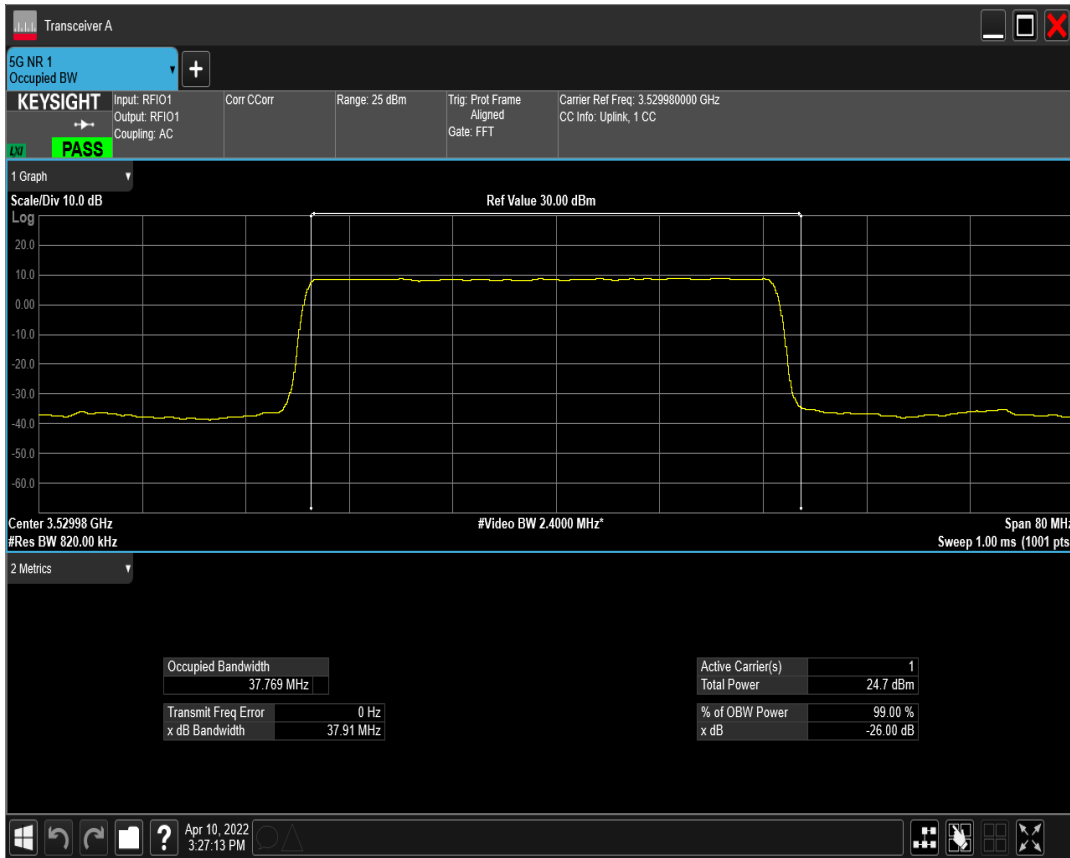 Transceiver A
5G NR 1
Occupied BW
+
KEYSIGHT
Input: RFIO1
Output: RFIO1
Coupling: AC
Corr CCorr
Range: 25 dBm
Trig: Prot Frame
Aligned
Gate: FFT
Carrier Ref Freq: 3.529980000 GHz
CC Info: Uplink, 1 CC
LXI
PASS
1 Graph
Scale/Div 10.0 dB
Ref Value 30.00 dBm
Log
20.0
10.0
0.00
-10.0
-20.0
-30.0
-40.0
-50.0
-60.0
Center 3.52998 GHz
#Video BW 2.4000 MHz*
Span 80 MHz
#Res BW 820.00 kHz
Sweep 1.00 ms (1001 pts
2 Metrics
Occupied Bandwidth
37.769 MHz
Transmit Freq Error 0 Hz
x dB Bandwidth 37.91 MHz
Active Carrier(s) 1
Total Power 24.7 dBm
% of OBW Power 99.00 %
x dB -26.00 dB
?
Apr 10, 2022
3:27:13 PM